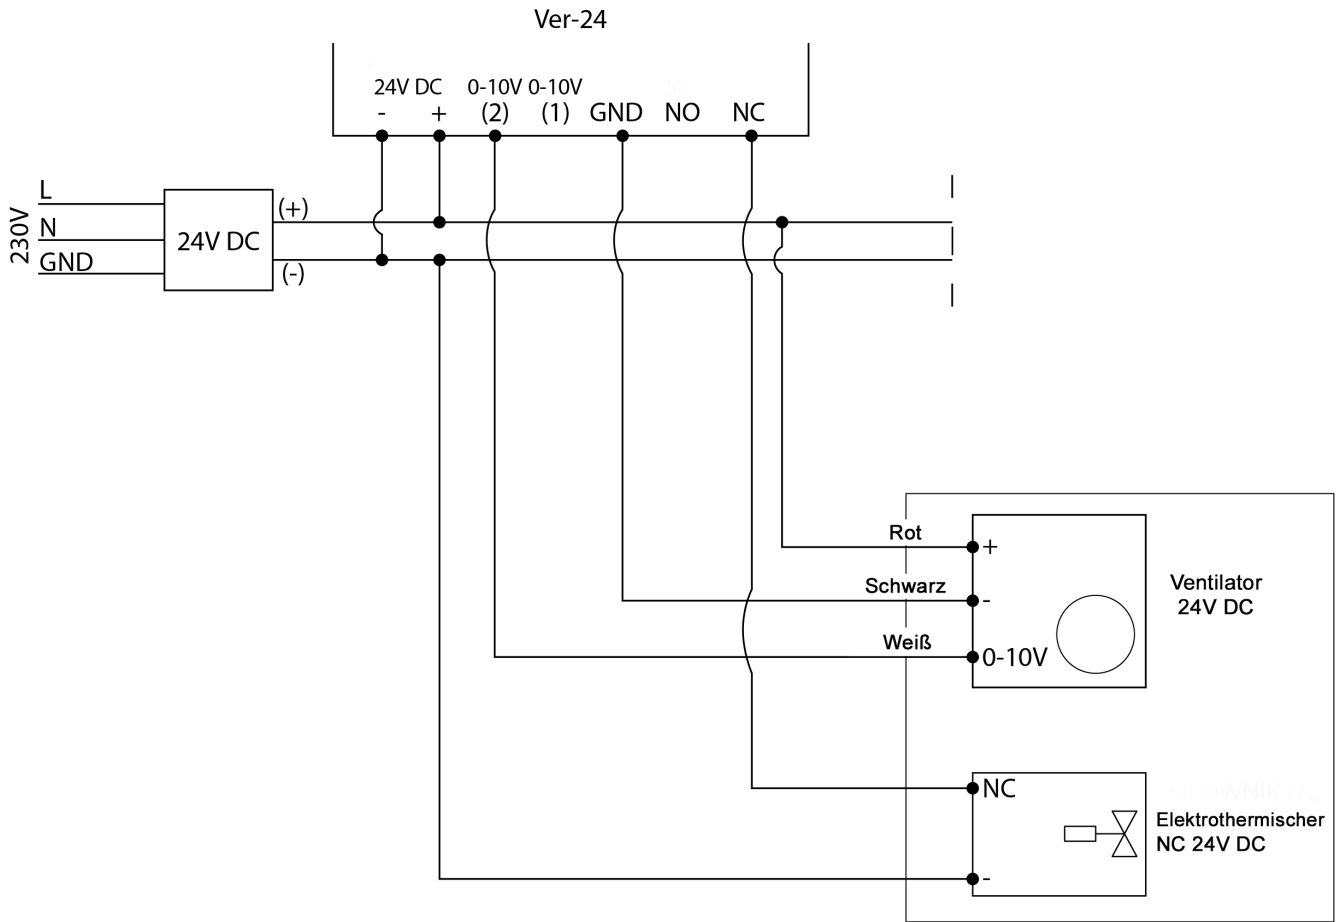 Ver-24
24V DC 0-10V 0-10V
- + (2) (1) GND NO NC
230V
L
N
GND
24V DC
(+)
(-)
Rot
+
Schwarz
-
Weiß
0-10V
Ventilator
24V DC
NC
Elektrothermischer
NC 24V DC
-